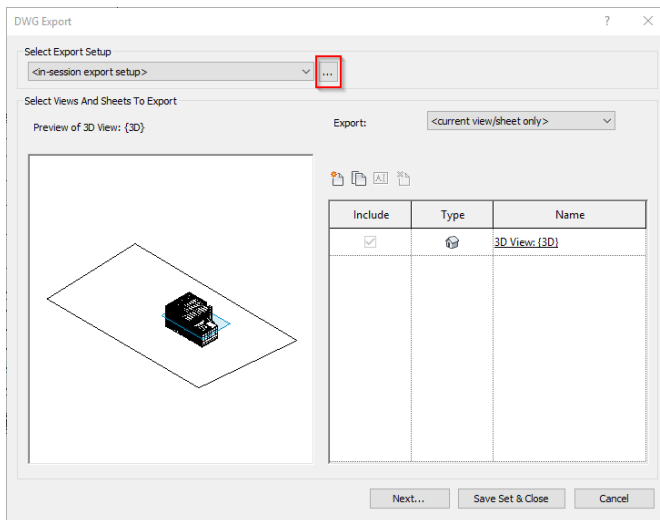 DWG Export
?
Select Export Setup
<in-session export setup>
...
Select Views And Sheets To Export
Preview of 3D View: {3D}
Export:
<current view/sheet only>
Include
Type
Name
3D View: {3D}
Next...
Save Set & Close
Cancel